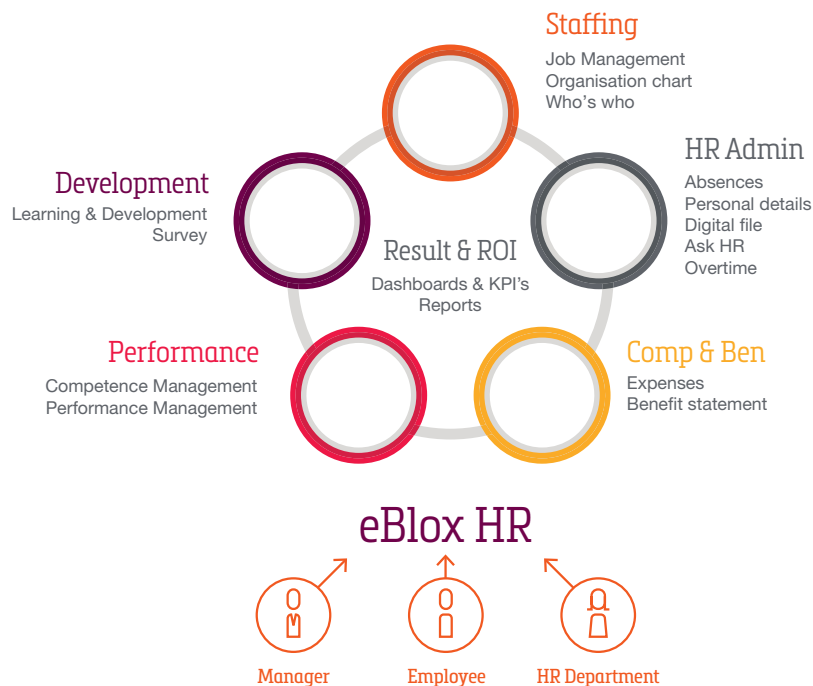 Staffing
Job Management
Organisation chart
Who's who
HR Admin
Absences
Personal details
Digital file
Ask HR
Overtime
Development
Learning & Development
Survey
Result & ROI
Dashboards & KPI's
Reports
Performance
Competence Management
Performance Management
Comp & Ben
Expenses
Benefit statement
eBlox HR
Manager
Employee
HR Department